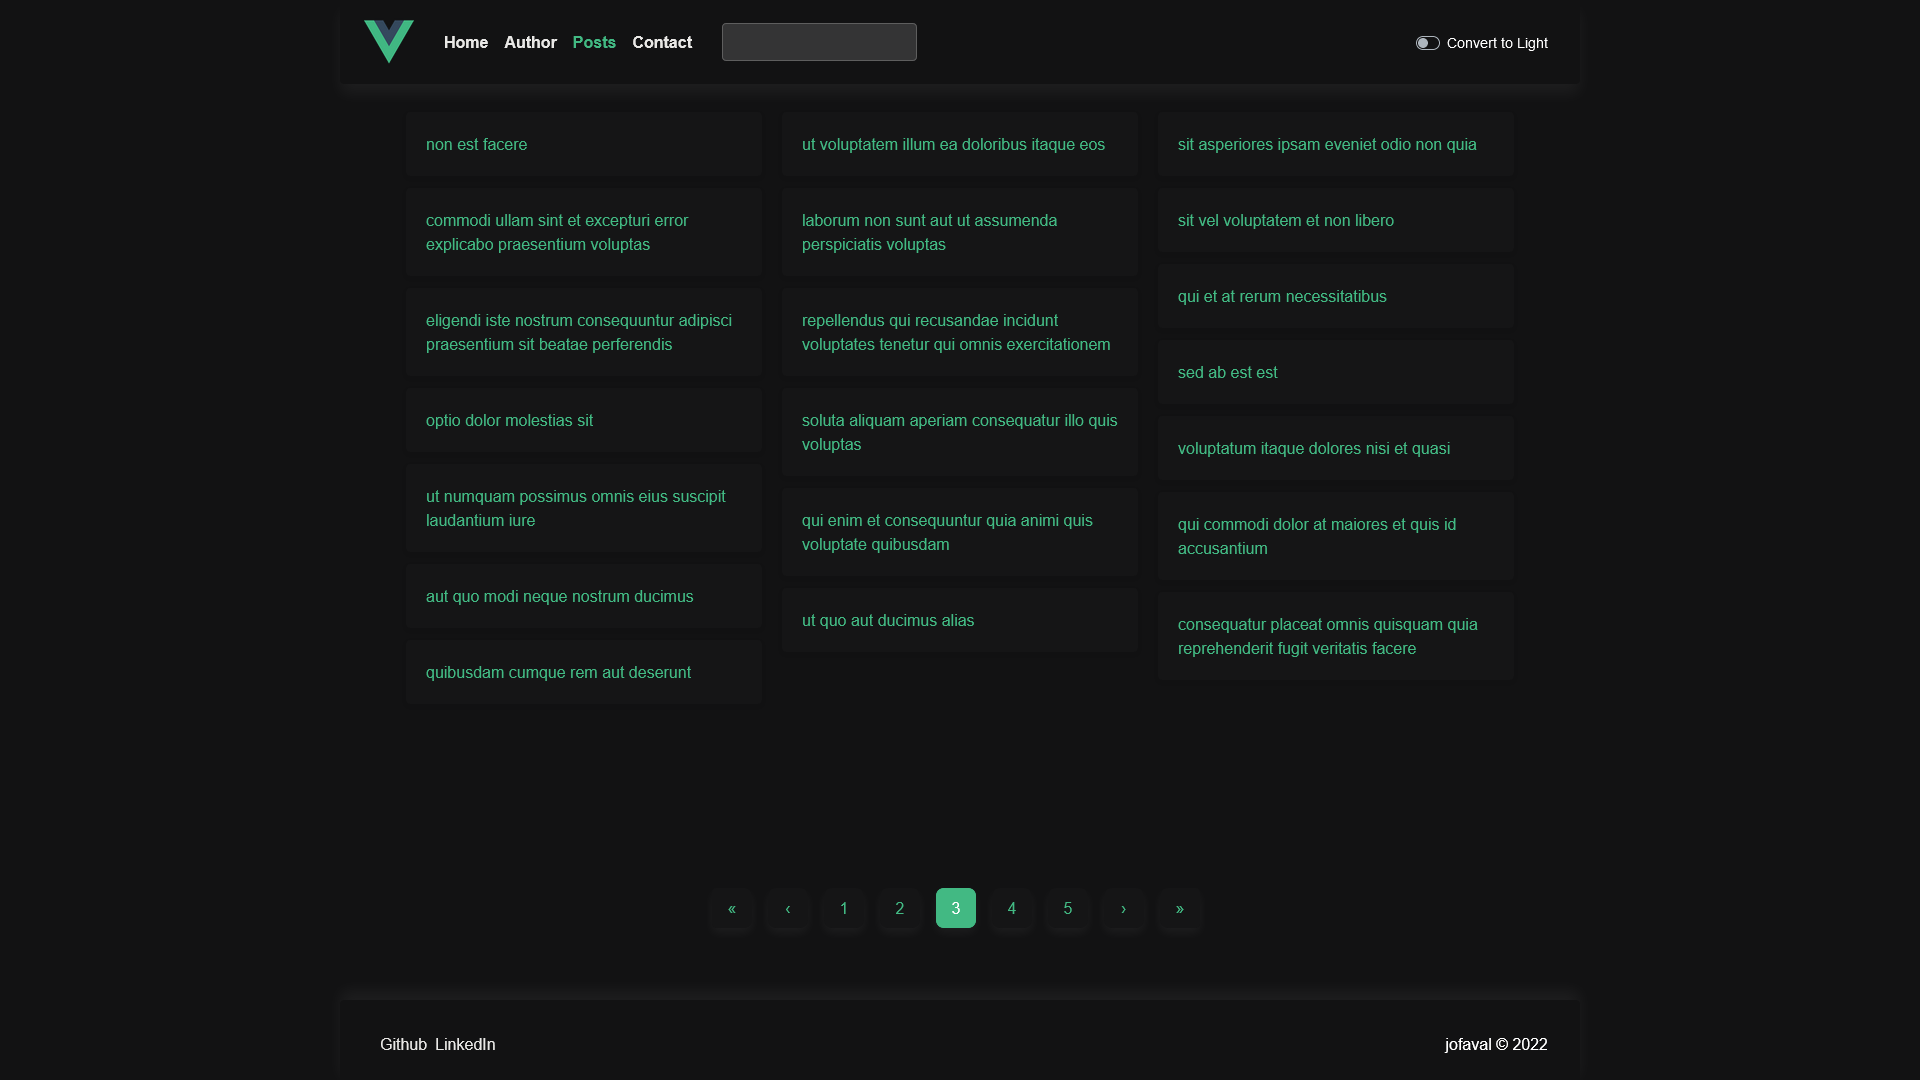 Home Author Posts Contact
Convert to Light
non est facere
commodi ullam sint et excepturi error
explicabo praesentium voluptas
eligendi iste nostrum consequuntur adipisci
praesentium sit beatae perferendis
optio dolor molestias sit
ut numquam possimus omnis eius suscipit
laudantium iure
aut quo modi neque nostrum ducimus
quibusdam cumque rem aut deserunt
ut voluptatem illum ea doloribus itaque eos
laborum non sunt aut ut assumenda
perspiciatis voluptas
repellendus qui recusandae incidunt
voluptates tenetur qui omnis exercitationem
soluta aliquam aperiam consequatur illo quis
voluptas
qui enim et consequuntur quia animi quis
voluptate quibusdam
ut quo aut ducimus alias
sit asperiores ipsam eveniet odio non quia
sit vel voluptatem et non libero
qui et at rerum necessitatibus
sed ab est est
voluptatum itaque dolores nisi et quasi
qui commodi dolor at maiores et quis id
accusantium
consequatur placeat omnis quisquam quia
reprehenderit fugit veritatis facere
« ‹ 1 2 3 4 5 › »
Github LinkedIn
jofaval © 2022